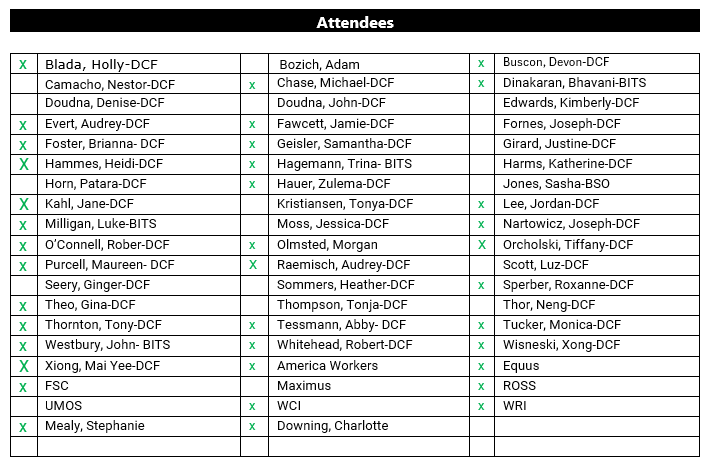 Attendees
x Blada, Holly-DCF Bozich, Adam x Buscon, Devon-DCF
Camacho, Nestor-DCF x Chase, Michael-DCF x Dinakaran, Bhavani-BITS
Doudna, Denise-DCF Doudna, John-DCF Edwards, Kimberly-DCF
x Evert, Audrey-DCF x Fawcett, Jamie-DCF Fornes, Joseph-DCF
x Foster, Brianna- DCF x Geisler, Samantha-DCF Girard, Justine-DCF
X Hammes, Heidi-DCF x Hagemann, Trina- BITS Harms, Katherine-DCF
Horn, Patara-DCF x Hauer, Zulema-DCF Jones, Sasha-BSO
X Kahl, Jane-DCF Kristiansen, Tonya-DCF x Lee, Jordan-DCF
x Milligan, Luke-BITS Moss, Jessica-DCF x Nartowicz, Joseph-DCF
x O'Connell, Rober-DCF x Olmsted, Morgan X Orcholski, Tiffany-DCF
x Purcell, Maureen- DCF X Raemisch, Audrey-DCF Scott, Luz-DCF
Seery, Ginger-DCF Sommers, Heather-DCF x Sperber, Roxanne-DCF
x Theo, Gina-DCF Thompson, Tonja-DCF Thor, Neng-DCF
x Thornton, Tony-DCF x Tessmann, Abby- DCF x Tucker, Monica-DCF
x Westbury, John- BITS x Whitehead, Robert-DCF x Wisneski, Xong-DCF
X Xiong, Mai Yee-DCF x America Workers x Equus
x FSC Maximus x ROSS
UMOS x WCI x WRI
x Mealy, Stephanie x Downing, Charlotte